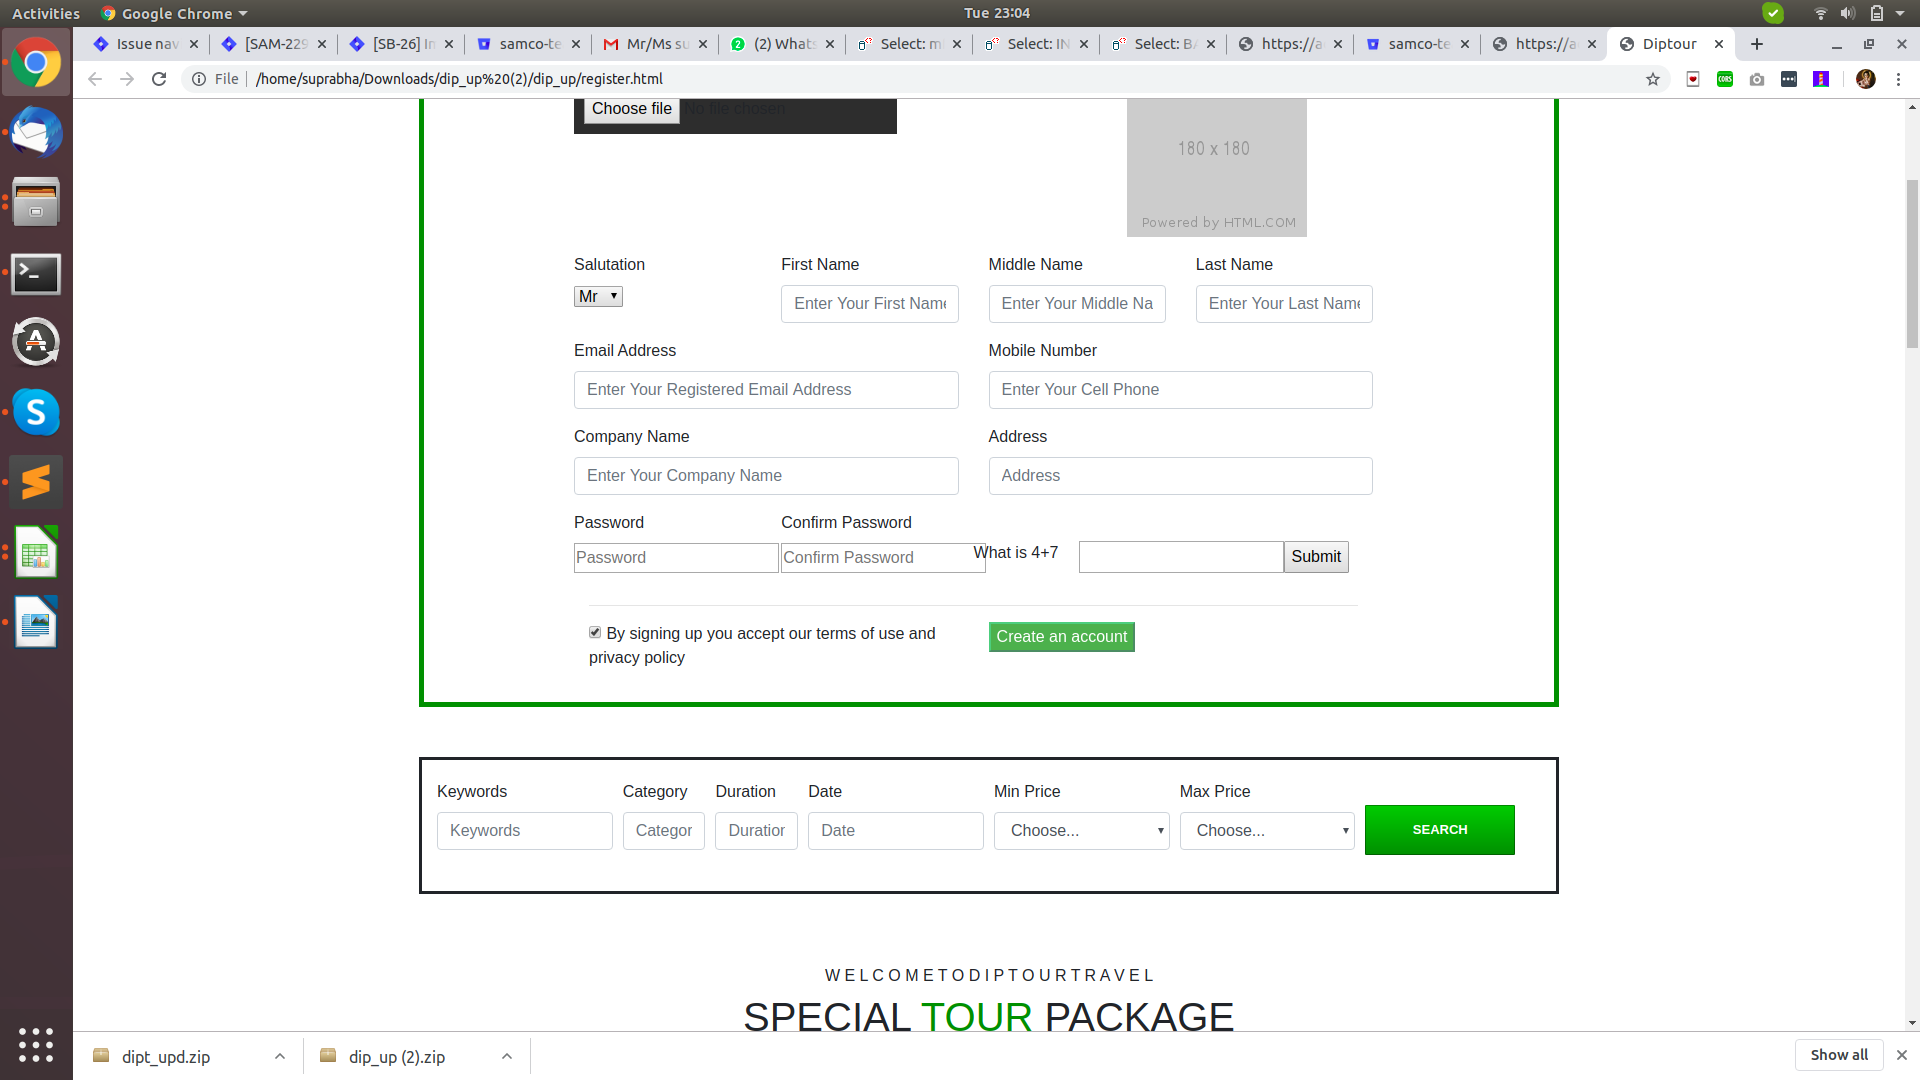 Activities Google Chrome Tue 23:04
Issue nav [SAM-229 [SB-26] In samco-te Mr/Ms su (2) Whats Select: m Select: IN Select: BA https://a samco-te https://a Diptour
File /home/suprabha/Downloads/dip_up%20(2)/dip_up/register.html
Choose file No file chosen
180 x 180
Powered by HTML.COM
Salutation First Name Middle Name Last Name
Mr Enter Your First Name Enter Your Middle Na Enter Your Last Name
Email Address Mobile Number
Enter Your Registered Email Address Enter Your Cell Phone
Company Name Address
Enter Your Company Name Address
Password Confirm Password
Password Confirm Password What is 4+7 Submit
By signing up you accept our terms of use and
privacy policy
Create an account
Keywords Category Duration Date Min Price Max Price
Keywords Categor Duration Date Choose... Choose... SEARCH
WELCOMETODIPTOURTRAVEL
SPECIAL TOUR PACKAGE
dipt_upd.zip dip_up (2).zip Show all